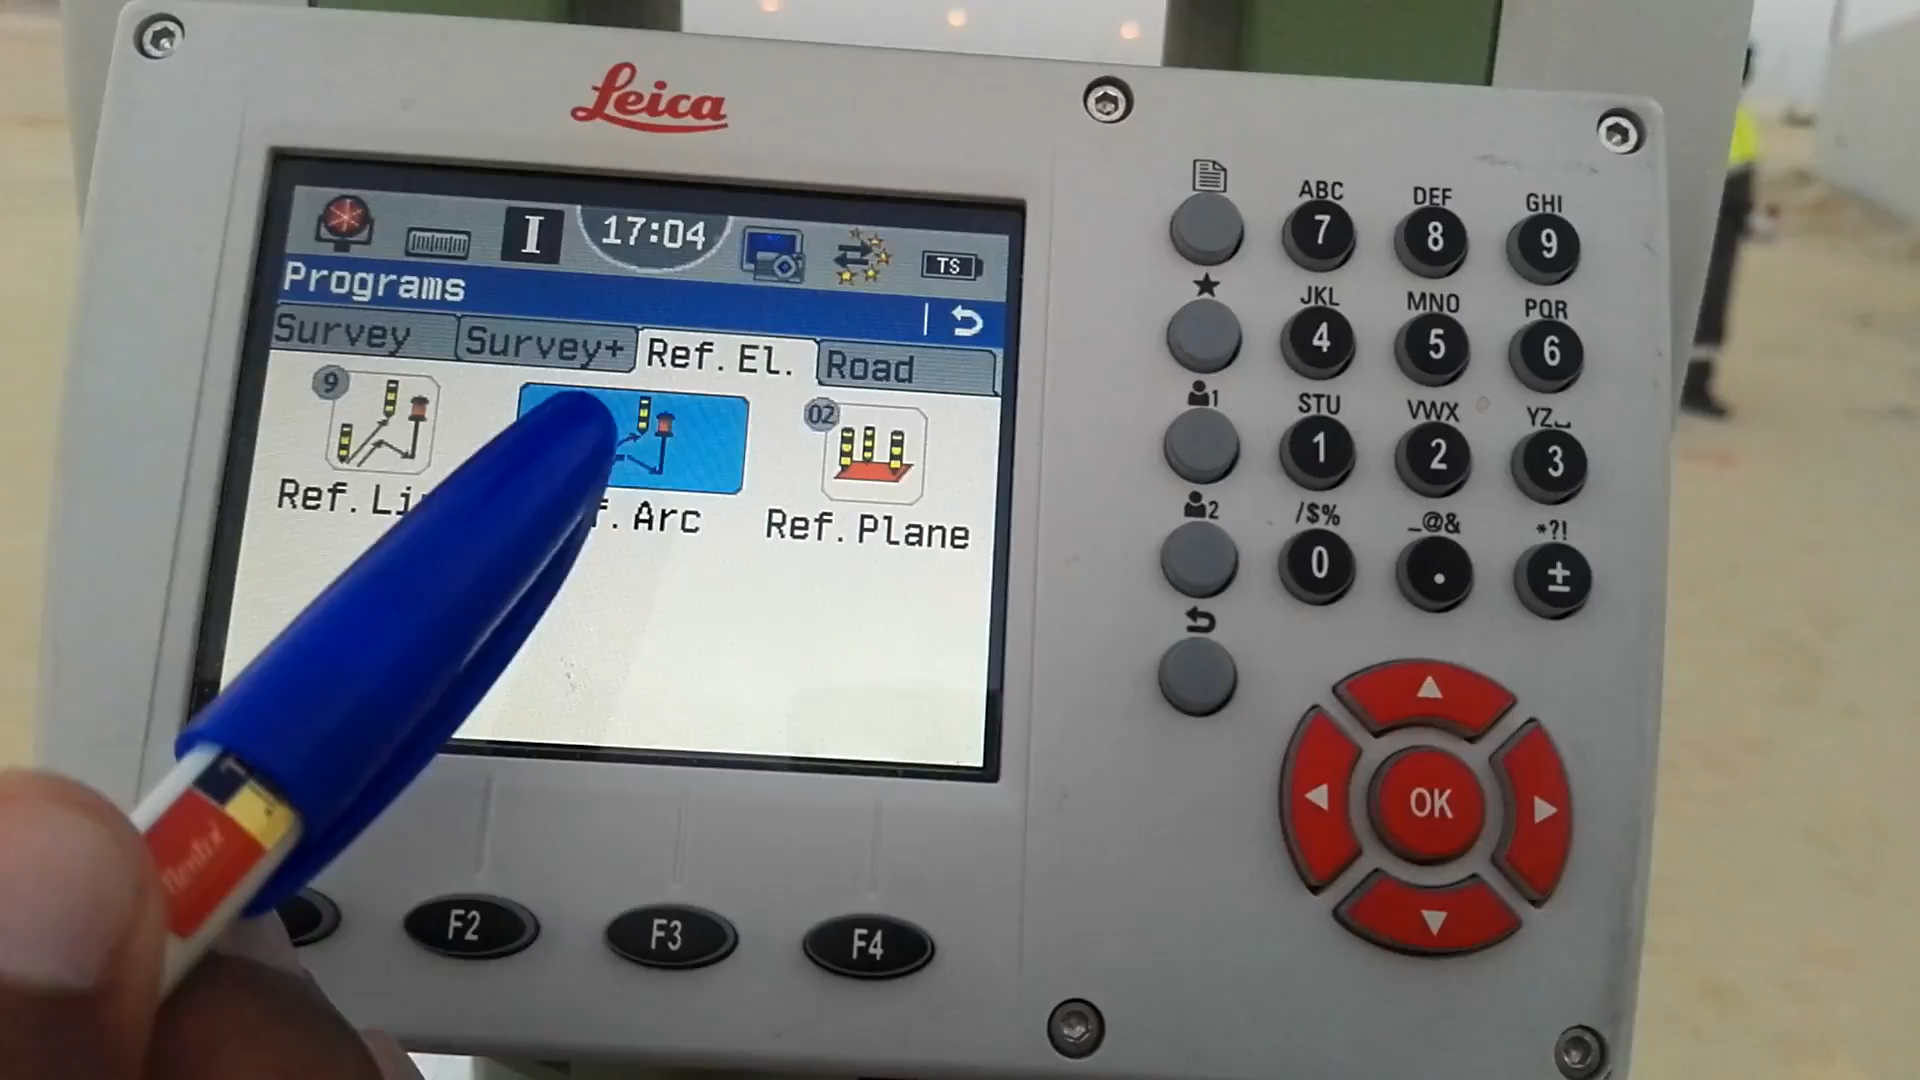 Leica
I 17:04 TS
Programs
Survey Survey+ Ref.El. Road
9 02
Ref.Li f.Arc Ref.Plane
ABC DEF GHI
7 8 9
JKL MNO PQR
4 5 6
1
STU VWX YZ
1 2 3
2
/$% _@& *?!
0 . ±
OK
F2 F3 F4